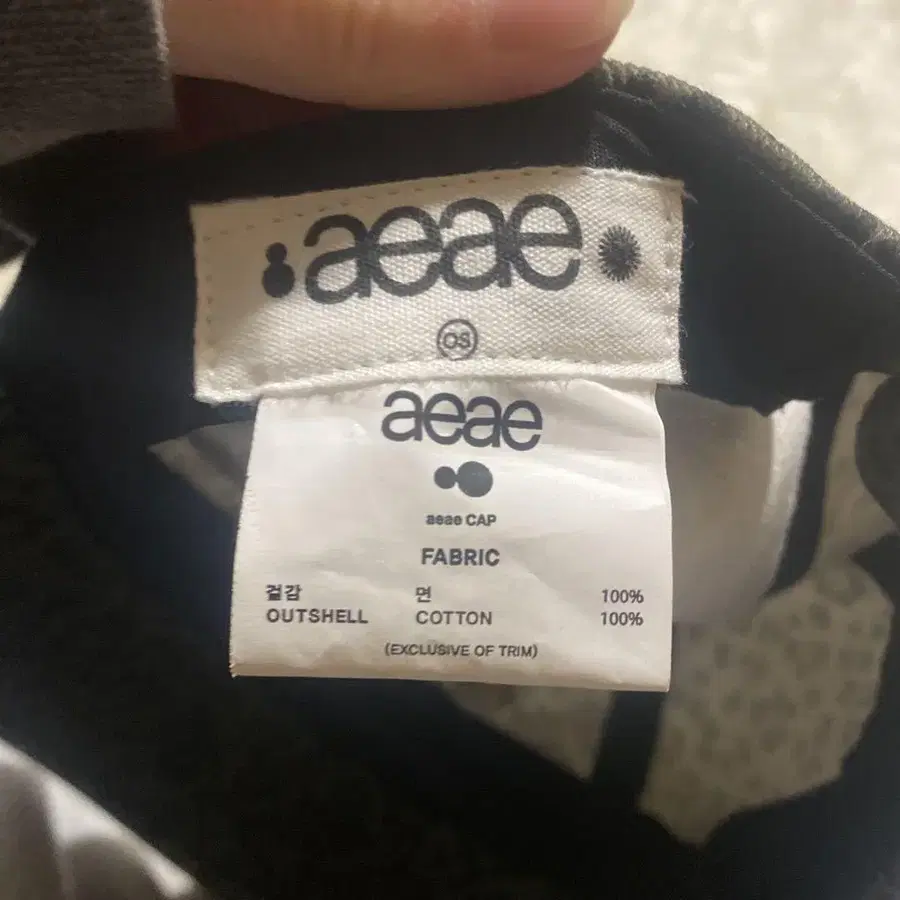 aeae
OS
aeae
aeae CAP
FABRIC
겉감 면 100%
OUTSHELL COTTON 100%
(EXCLUSIVE OF TRIM)